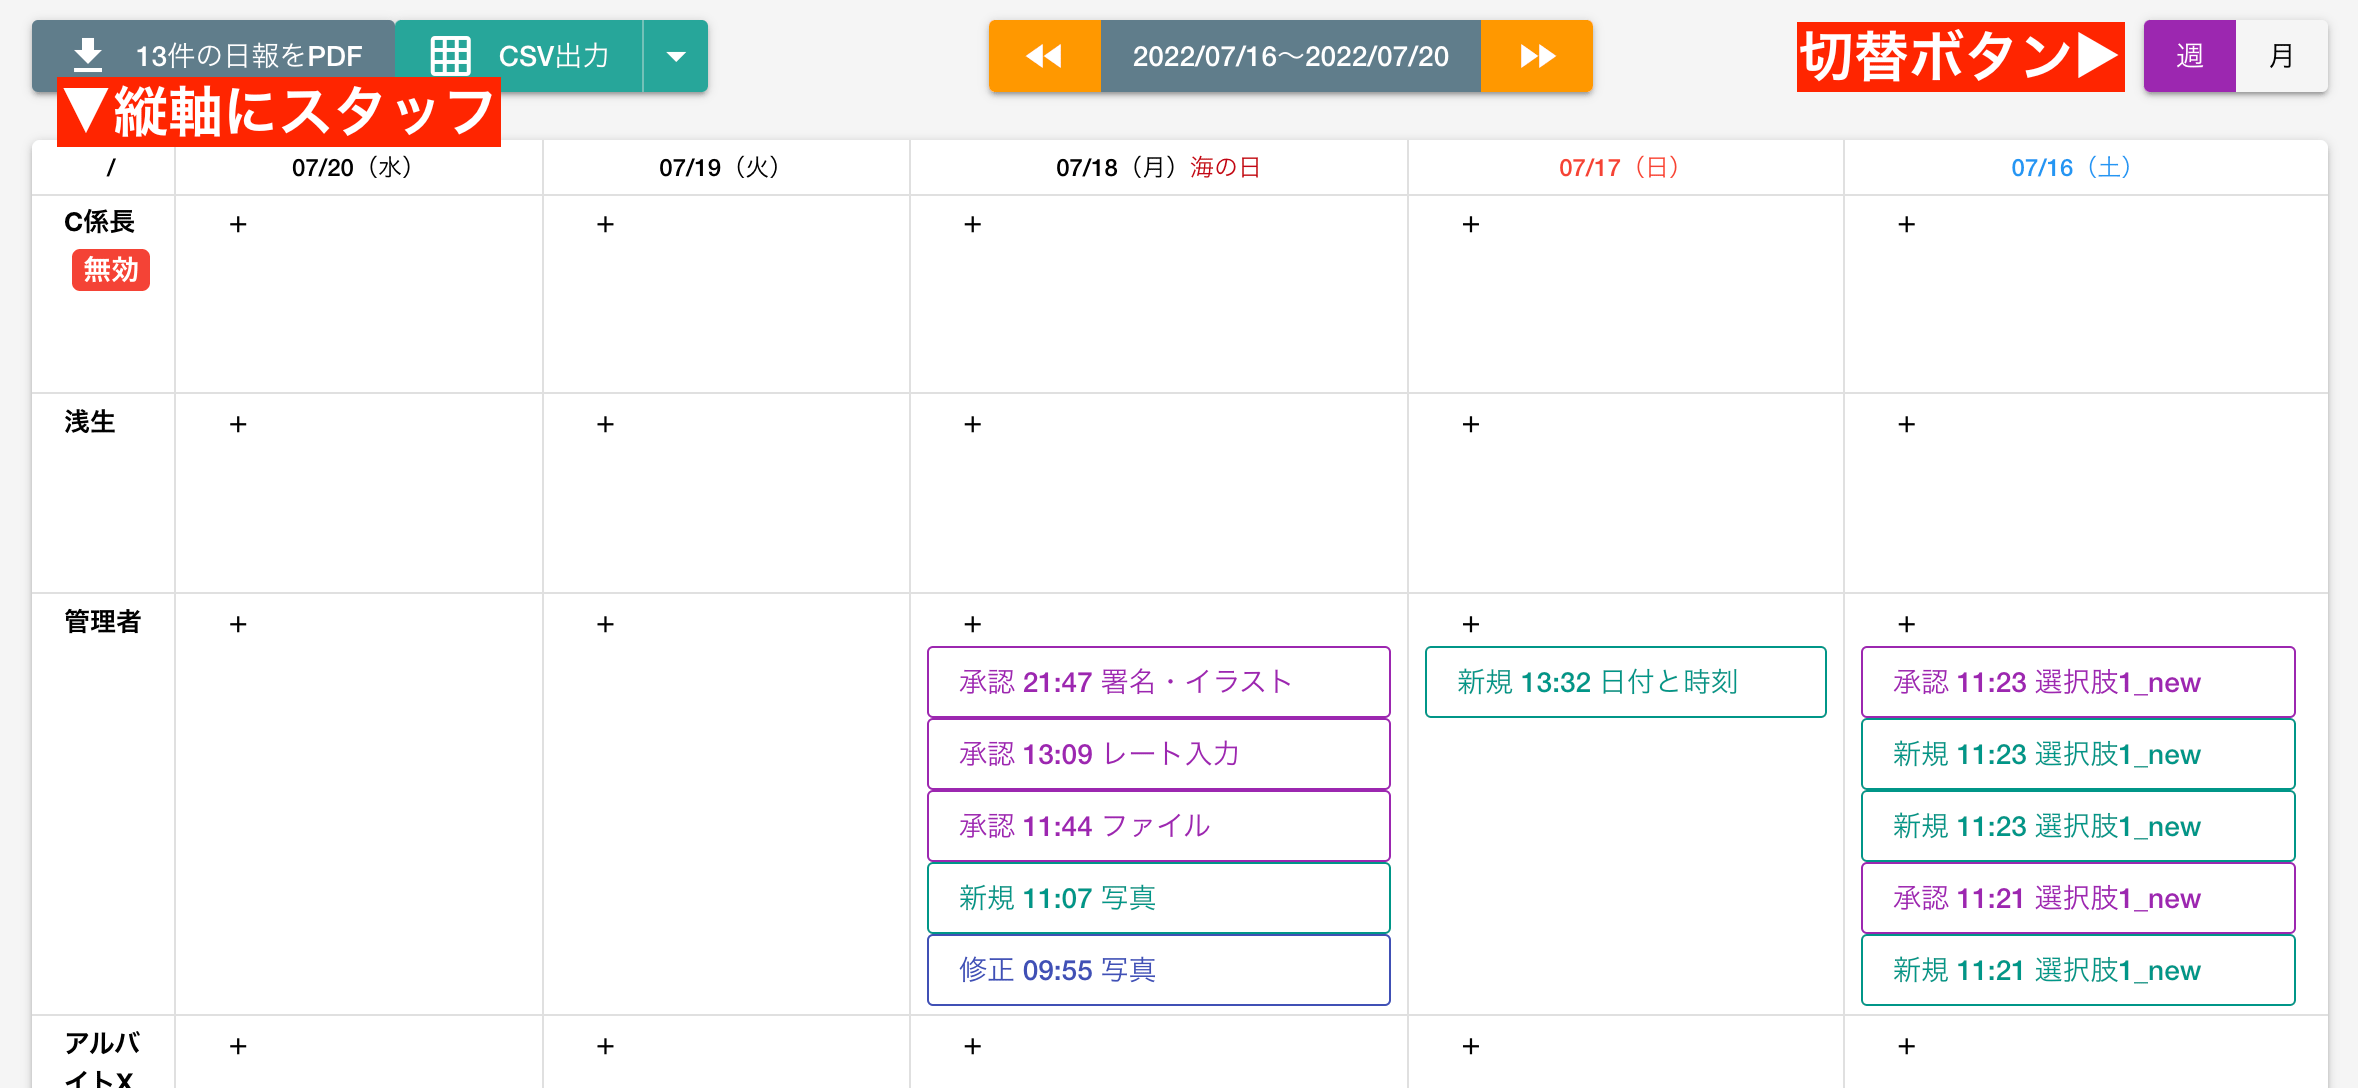 13件の日報をPDF
CSV出力
2022/07/16〜2022/07/20
切替ボタン▶
週
月
▼縦軸にスタッフ
/
07/20（水）
07/19（火）
07/18（月）海の日
07/17（日）
07/16（土）
C係長
無効
+
+
+
+
+
浅生
+
+
+
+
+
管理者
+
+
+
承認 21:47 署名・イラスト
承認 13:09 レート入力
承認 11:44 ファイル
新規 11:07 写真
修正 09:55 写真
+
新規 13:32 日付と時刻
+
承認 11:23 選択肢1_new
新規 11:23 選択肢1_new
新規 11:23 選択肢1_new
承認 11:21 選択肢1_new
新規 11:21 選択肢1_new
アルバ
イトX
+
+
+
+
+